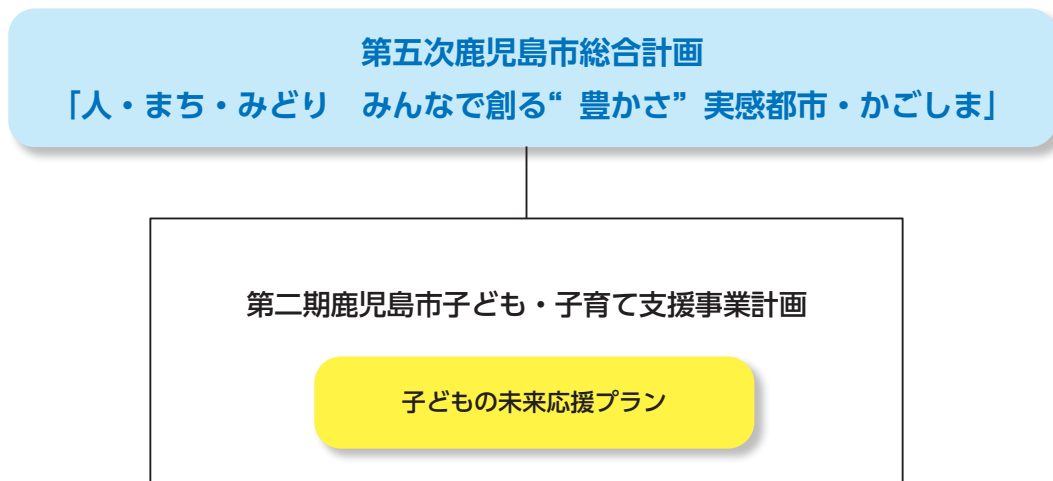 第五次鹿児島市総合計画
「人・まち・みどり　みんなで創る“豊かさ”実感都市・かごしま」
第二期鹿児島市子ども・子育て支援事業計画
子どもの未来応援プラン